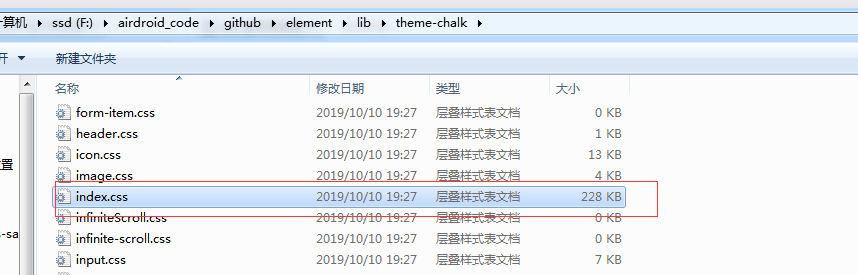 计算机 ▸ ssd (F:) ▸ airdroid_code ▸ github ▸ element ▸ lib ▸ theme-chalk ▸
开 ▼ 新建文件夹
名称 修改日期 类型 大小
form-item.css 2019/10/10 19:27 层叠样式表文档 0 KB
header.css 2019/10/10 19:27 层叠样式表文档 1 KB
icon.css 2019/10/10 19:27 层叠样式表文档 13 KB
置
image.css 2019/10/10 19:27 层叠样式表文档 4 KB
index.css 2019/10/10 19:27 层叠样式表文档 228 KB
infiniteScroll.css 2019/10/10 19:27 层叠样式表文档 0 KB
s-sa
infinite-scroll.css 2019/10/10 19:27 层叠样式表文档 0 KB
input.css 2019/10/10 19:27 层叠样式表文档 7 KB